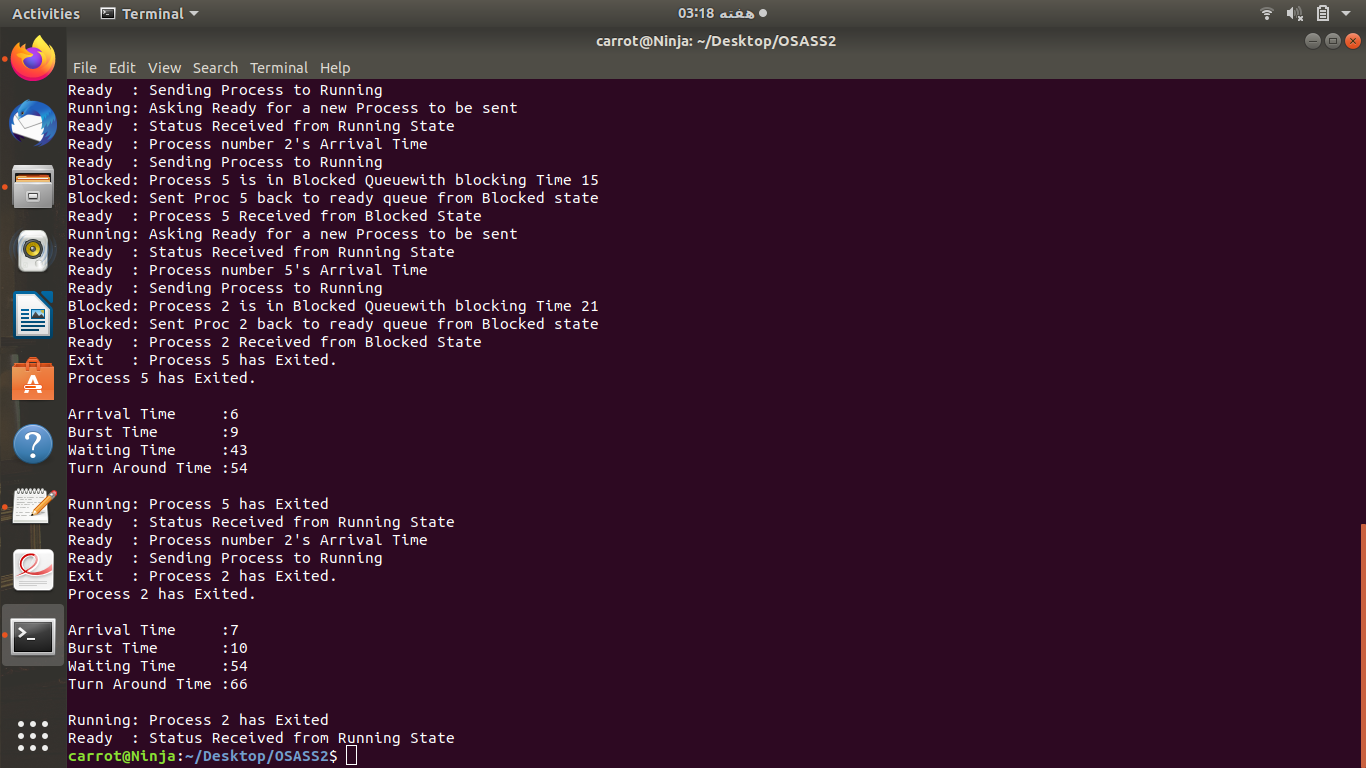 Activities Terminal هفته 03:18
carrot@Ninja: ~/Desktop/OSASS2
File Edit View Search Terminal Help
Ready  : Sending Process to Running
Running: Asking Ready for a new Process to be sent
Ready  : Status Received from Running State
Ready  : Process number 2's Arrival Time
Ready  : Sending Process to Running
Blocked: Process 5 is in Blocked Queuewith blocking Time 15
Blocked: Sent Proc 5 back to ready queue from Blocked state
Ready  : Process 5 Received from Blocked State
Running: Asking Ready for a new Process to be sent
Ready  : Status Received from Running State
Ready  : Process number 5's Arrival Time
Ready  : Sending Process to Running
Blocked: Process 2 is in Blocked Queuewith blocking Time 21
Blocked: Sent Proc 2 back to ready queue from Blocked state
Ready  : Process 2 Received from Blocked State
Exit   : Process 5 has Exited.
Process 5 has Exited.
Arrival Time     :6
Burst Time       :9
Waiting Time     :43
Turn Around Time :54
Running: Process 5 has Exited
Ready  : Status Received from Running State
Ready  : Process number 2's Arrival Time
Ready  : Sending Process to Running
Exit   : Process 2 has Exited.
Process 2 has Exited.
Arrival Time     :7
Burst Time       :10
Waiting Time     :54
Turn Around Time :66
Running: Process 2 has Exited
Ready  : Status Received from Running State
carrot@Ninja:~/Desktop/OSASS2$